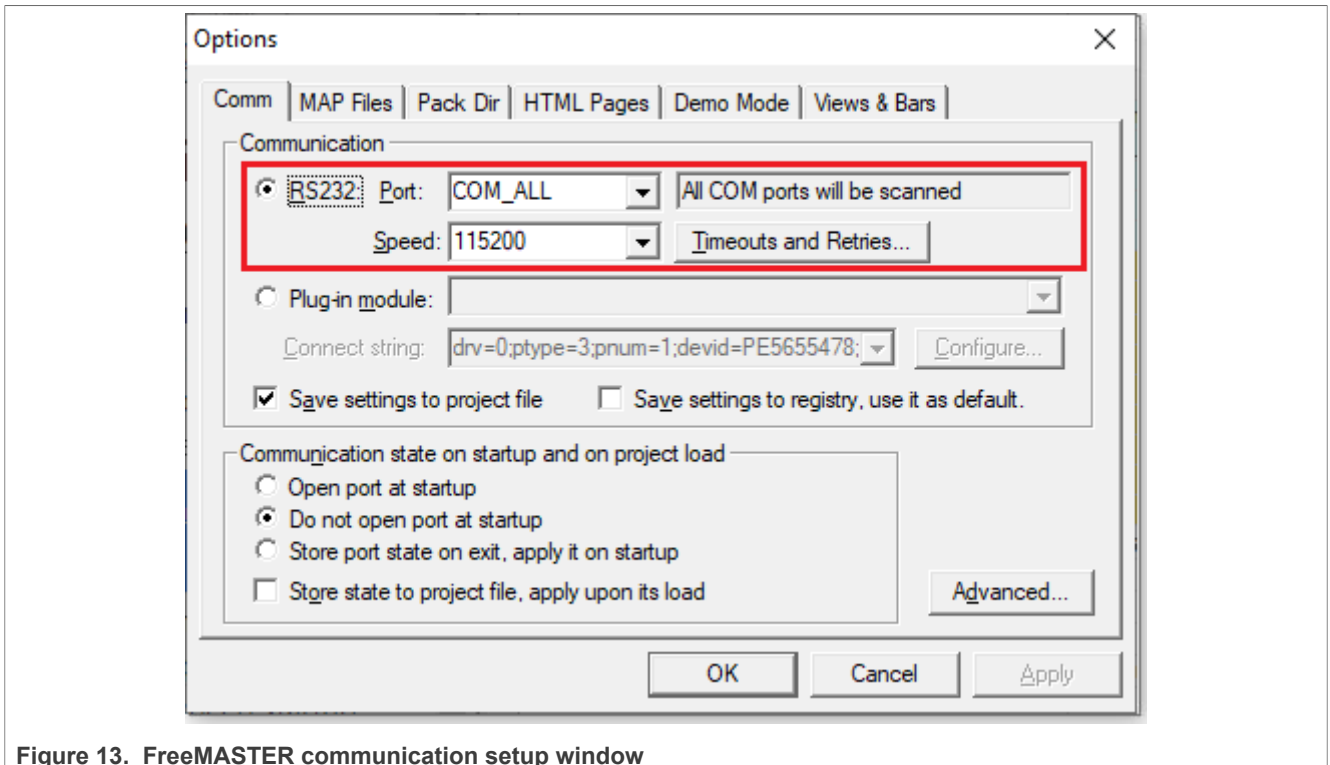 Options
Comm MAP Files Pack Dir HTML Pages Demo Mode Views & Bars
Communication
RS232: Port: COM_ALL All COM ports will be scanned
Speed: 115200 Timeouts and Retries...
Plug-in module:
Connect string: drv=0;ptype=3;pnum=1;devid=PE5655478; Configure...
Save settings to project file Save settings to registry, use it as default.
Communication state on startup and on project load
Open port at startup
Do not open port at startup
Store port state on exit, apply it on startup
Store state to project file, apply upon its load Advanced...
OK Cancel Apply
Figure 13. FreeMASTER communication setup window